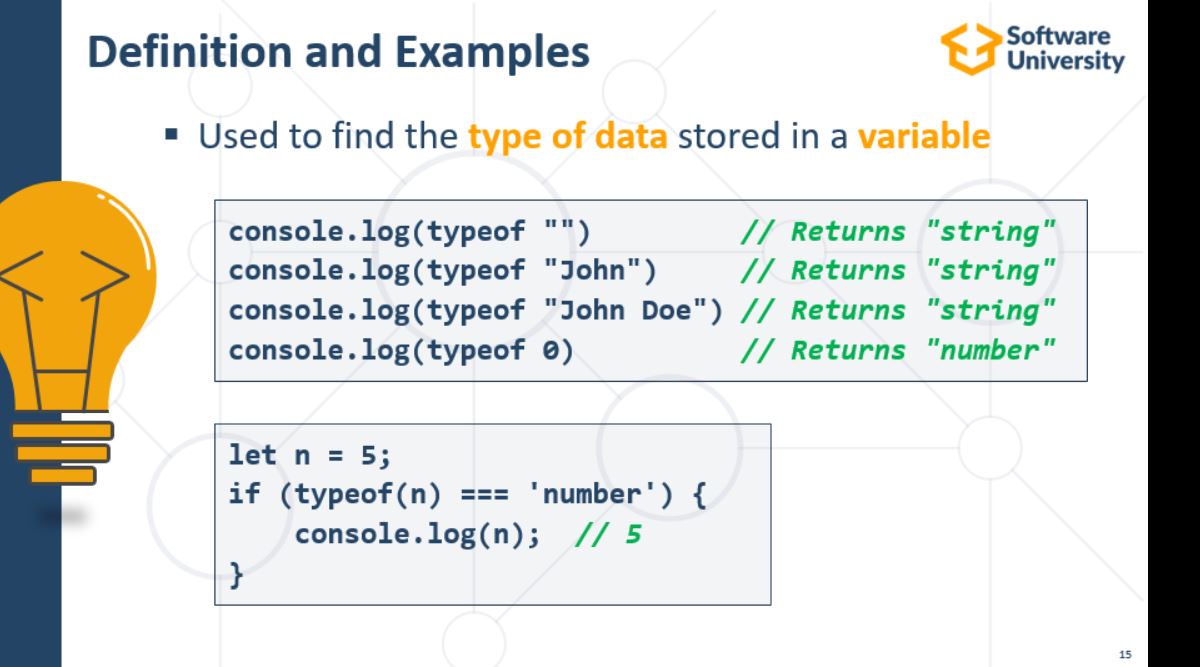 Definition and Examples
Software
University
▪ Used to find the type of data stored in a variable
console.log(typeof "")         // Returns "string"
console.log(typeof "John")     // Returns "string"
console.log(typeof "John Doe") // Returns "string"
console.log(typeof 0)          // Returns "number"
let n = 5;
if (typeof(n) === 'number') {
    console.log(n);  // 5
}
15